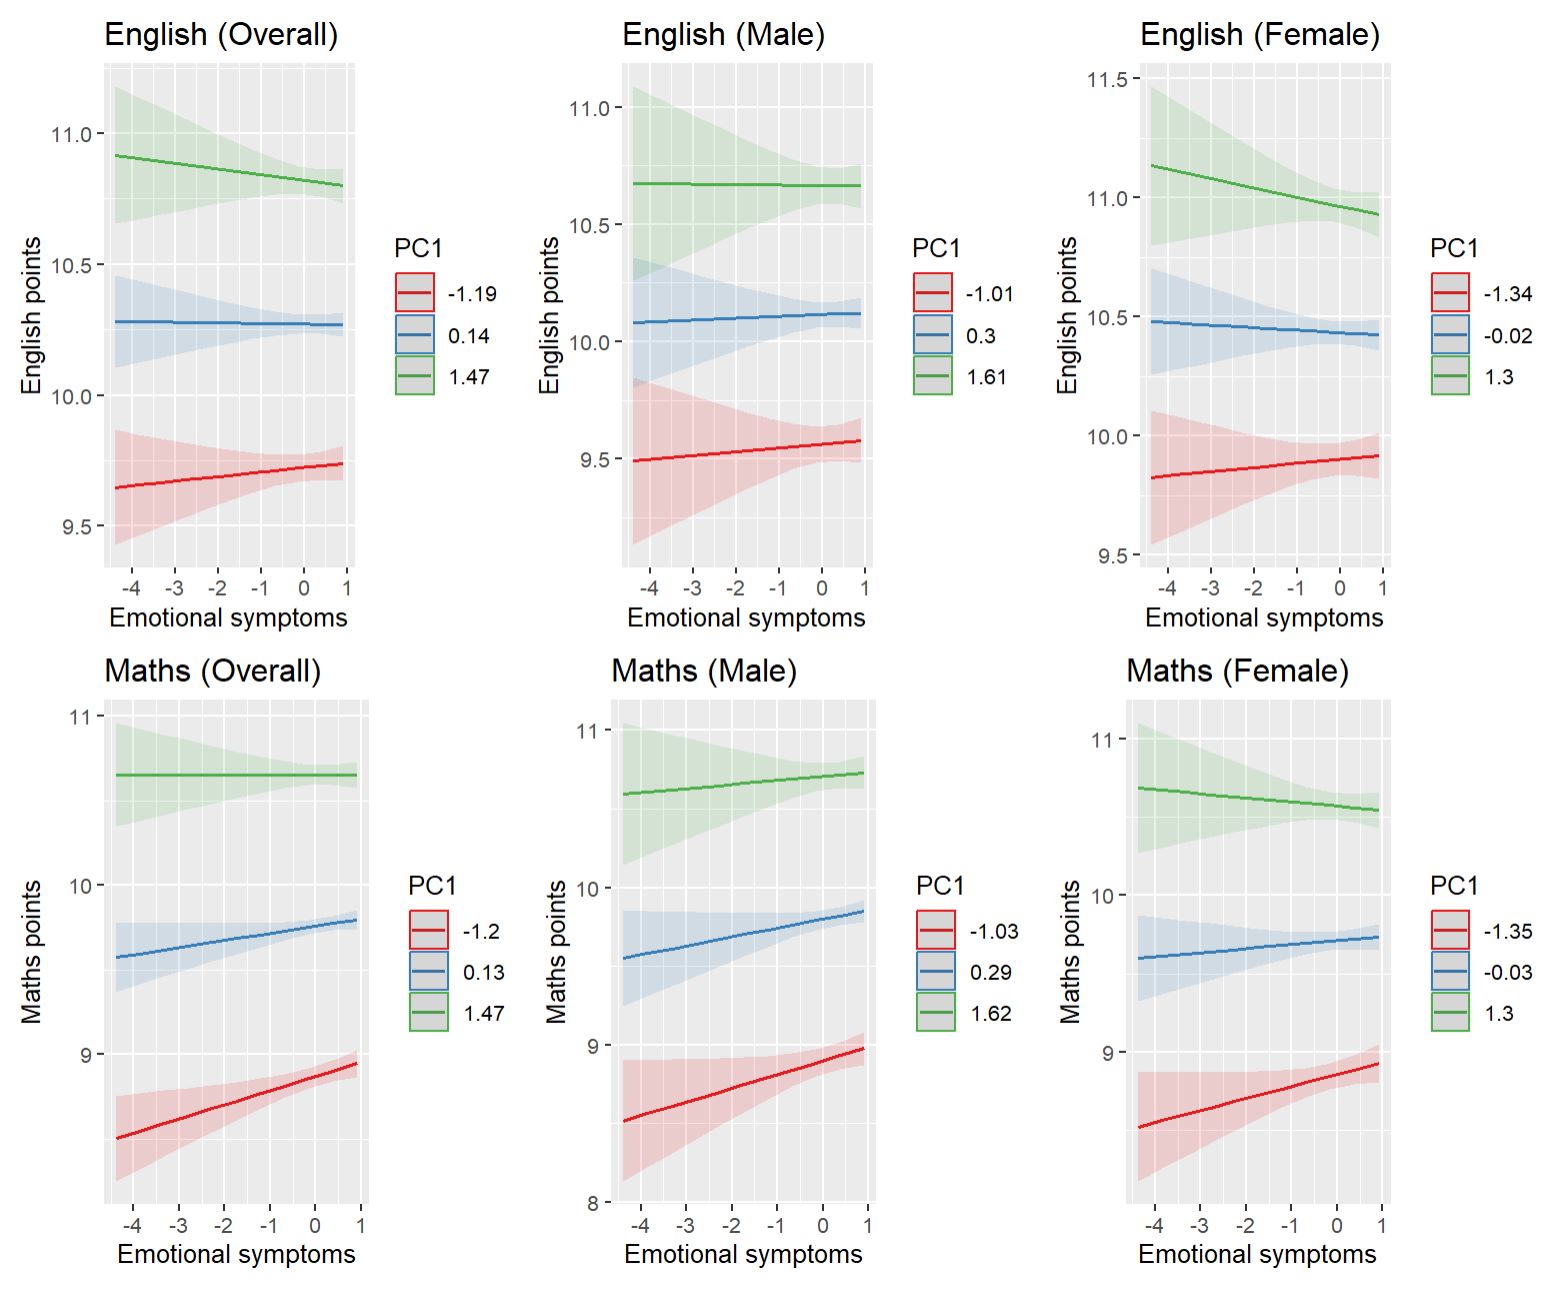 English (Overall)
English points
11.0
10.5
10.0
9.5
-4 -3 -2 -1 0 1
Emotional symptoms
PC1
-1.19
0.14
1.47
English (Male)
English points
11.0
10.5
10.0
9.5
-4 -3 -2 -1 0 1
Emotional symptoms
PC1
-1.01
0.3
1.61
English (Female)
English points
11.5
11.0
10.5
10.0
9.5
-4 -3 -2 -1 0 1
Emotional symptoms
PC1
-1.34
-0.02
1.3
Maths (Overall)
Maths points
11
10
9
-4 -3 -2 -1 0 1
Emotional symptoms
PC1
-1.2
0.13
1.47
Maths (Male)
Maths points
11
10
9
8
-4 -3 -2 -1 0 1
Emotional symptoms
PC1
-1.03
0.29
1.62
Maths (Female)
Maths points
11
10
9
-4 -3 -2 -1 0 1
Emotional symptoms
PC1
-1.35
-0.03
1.3